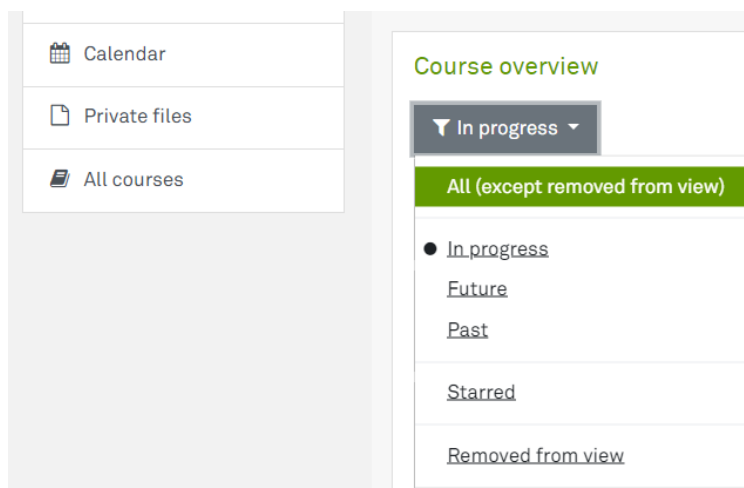 Calendar
Private files
All courses
Course overview
In progress
All (except removed from view)
In progress
Future
Past
Starred
Removed from view